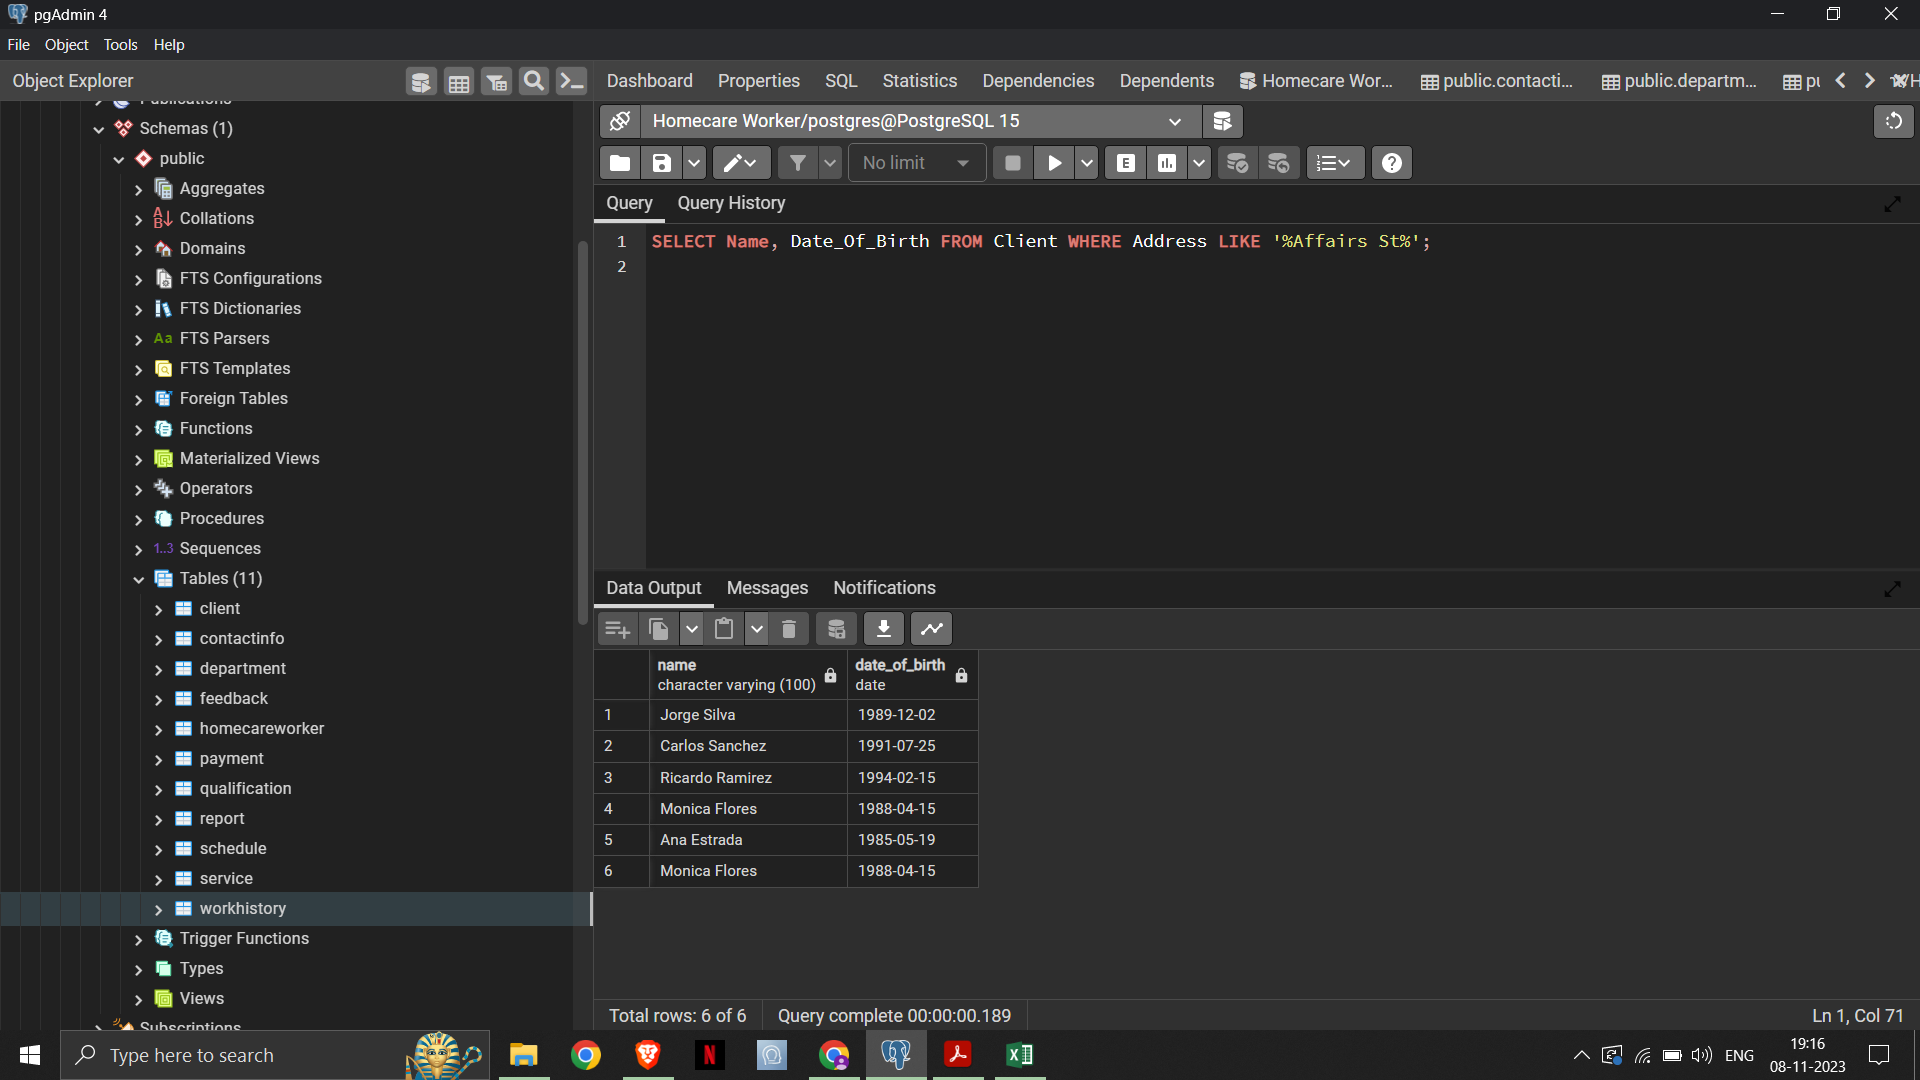 pgAdmin 4
File Object Tools Help
Object Explorer
Dashboard Properties SQL Statistics Dependencies Dependents Homecare Wor... public.contacti... public.departm...
Publications
Schemas (1)
public
Aggregates
Collations
Domains
FTS Configurations
FTS Dictionaries
Aa FTS Parsers
FTS Templates
Foreign Tables
Functions
Materialized Views
Operators
Procedures
1..3 Sequences
Tables (11)
client
contactinfo
department
feedback
homecareworker
payment
qualification
report
schedule
service
workhistory
Trigger Functions
Types
Views
Subscriptions
Homecare Worker/postgres@PostgreSQL 15
No limit
E
Query Query History
1 SELECT Name, Date_Of_Birth FROM Client WHERE Address LIKE '%Affairs St%';
2
Data Output Messages Notifications
name date_of_birth
character varying (100) date
1 Jorge Silva 1989-12-02
2 Carlos Sanchez 1991-07-25
3 Ricardo Ramirez 1994-02-15
4 Monica Flores 1988-04-15
5 Ana Estrada 1985-05-19
6 Monica Flores 1988-04-15
Total rows: 6 of 6 Query complete 00:00:00.189 Ln 1, Col 71
Type here to search
ENG
19:16
08-11-2023